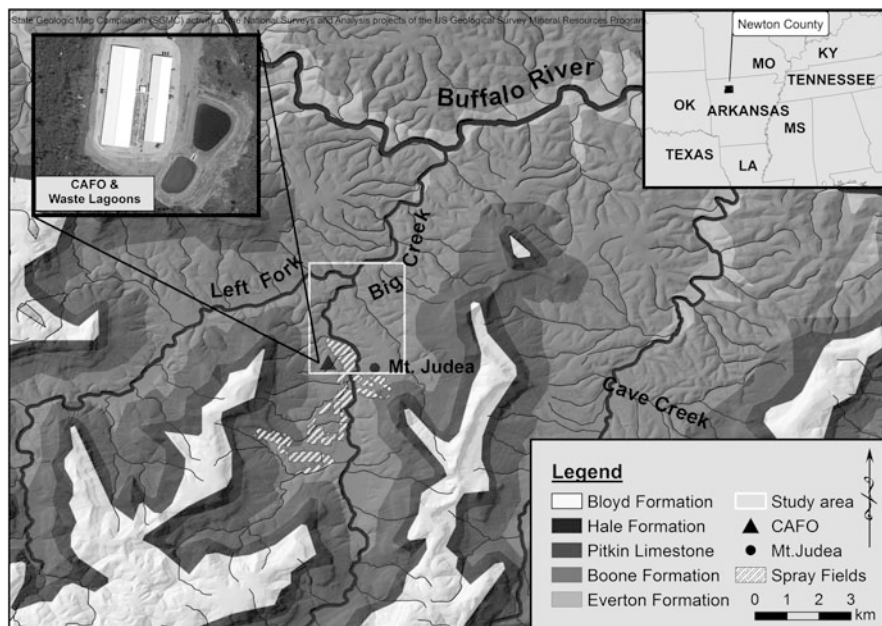 State Geologic Map Compilation (SGMC) activity of the National Surveys and Analysis projects of the US Geological Survey Mineral Resources Program
Newton County
MO
KY
TENNESSEE
OK
ARKANSAS
MS
TEXAS
LA
CAFO &
Waste Lagoons
Buffalo River
Left Fork
Big Creek
Mt. Judea
Cave Creek
Legend
Bloyd Formation
Hale Formation
Pitkin Limestone
Boone Formation
Everton Formation
Study area
CAFO
Mt.Judea
Spray Fields
0 1 2 3
km